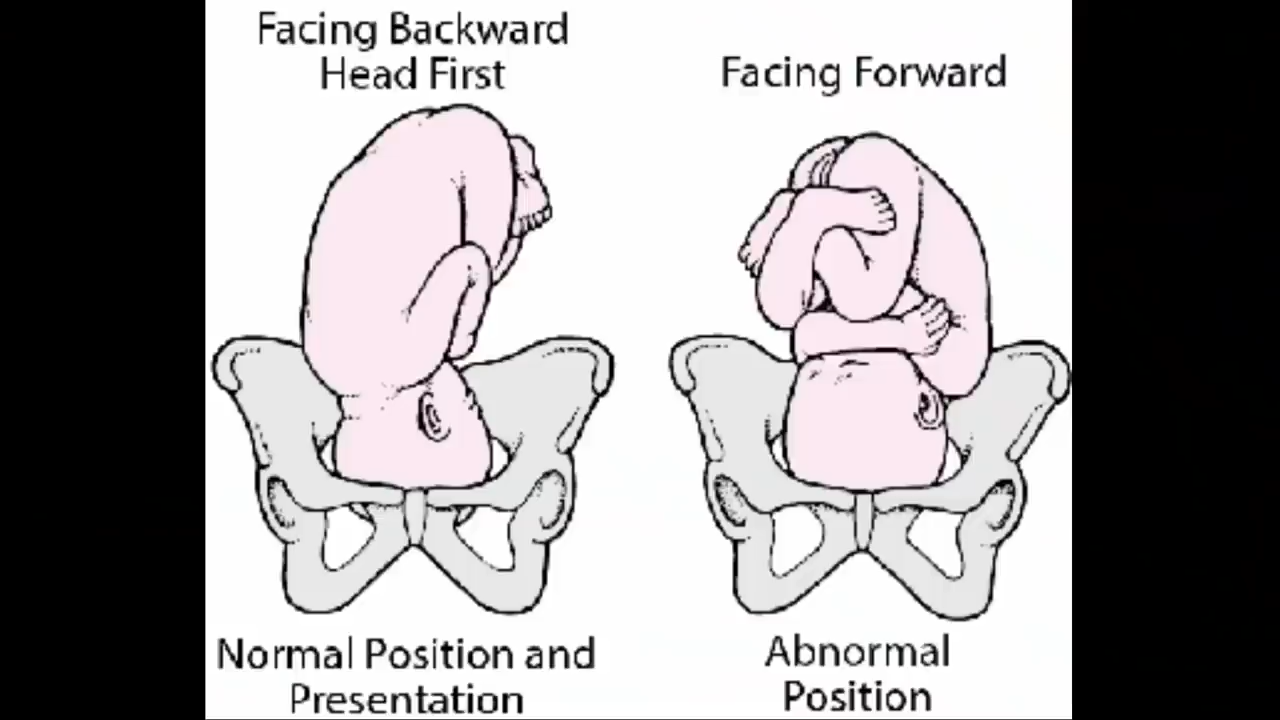 Facing Backward
Head First
Facing Forward
Normal Position and
Presentation
Abnormal
Position